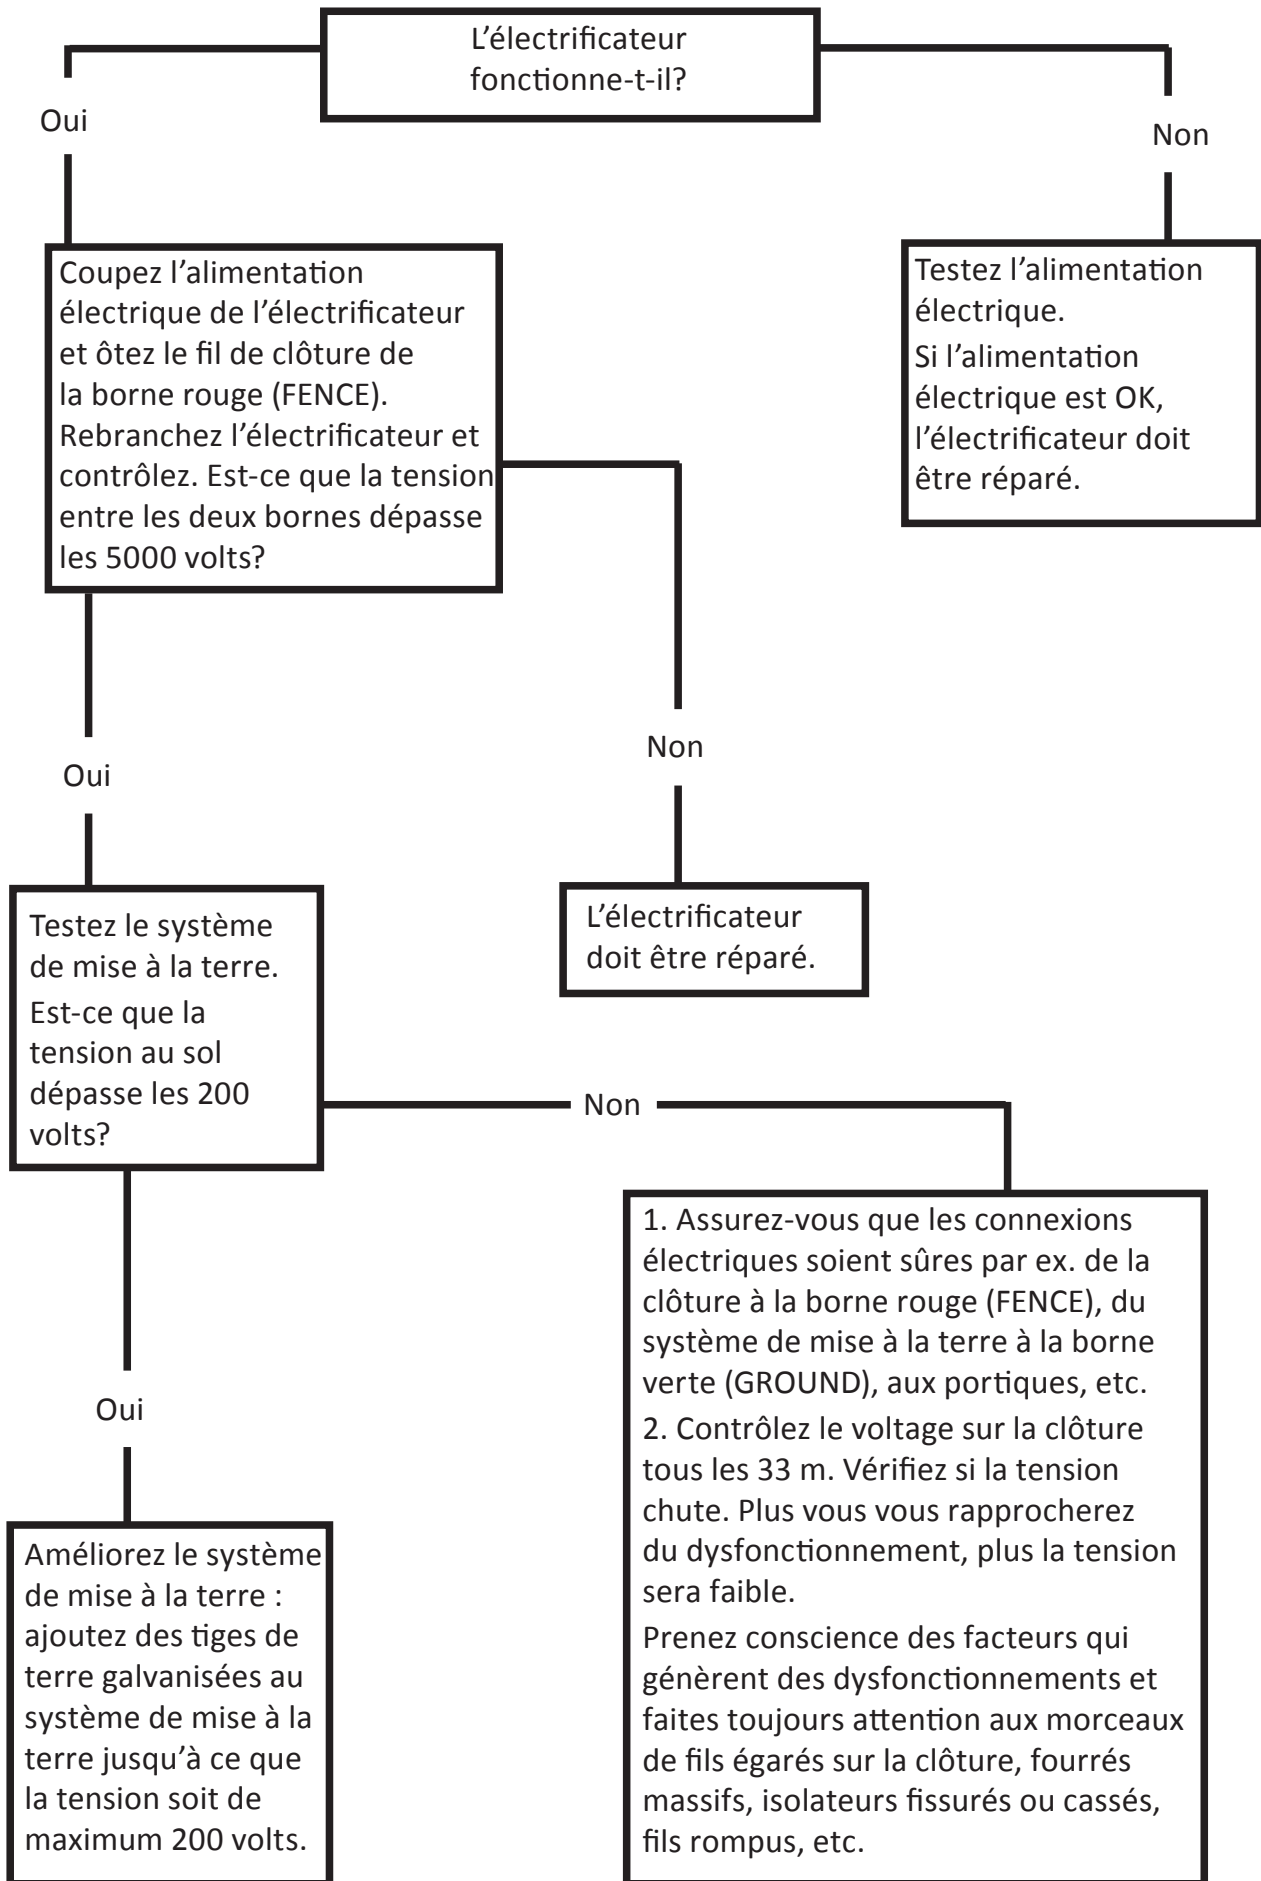 L’électrificateur
fonctionne-t-il?
Oui
Non
Coupez l’alimentation
électrique de l’électrificateur
et ôtez le fil de clôture de
la borne rouge (FENCE).
Rebranchez l’électrificateur et
contrôlez. Est-ce que la tension
entre les deux bornes dépasse
les 5000 volts?
Testez l’alimentation
électrique.
Si l’alimentation
électrique est OK,
l’électrificateur doit
être réparé.
Oui
Non
Testez le système
de mise à la terre.
Est-ce que la
tension au sol
dépasse les 200
volts?
L’électrificateur
doit être réparé.
Non
Oui
1. Assurez-vous que les connexions
électriques soient sûres par ex. de la
clôture à la borne rouge (FENCE), du
système de mise à la terre à la borne
verte (GROUND), aux portiques, etc.
2. Contrôlez le voltage sur la clôture
tous les 33 m. Vérifiez si la tension
chute. Plus vous vous rapprocherez
du dysfonctionnement, plus la tension
sera faible.
Prenez conscience des facteurs qui
génèrent des dysfonctionnements et
faites toujours attention aux morceaux
de fils égarés sur la clôture, fourrés
massifs, isolateurs fissurés ou cassés,
fils rompus, etc.
Améliorez le système
de mise à la terre :
ajoutez des tiges de
terre galvanisées au
système de mise à la
terre jusqu’à ce que
la tension soit de
maximum 200 volts.